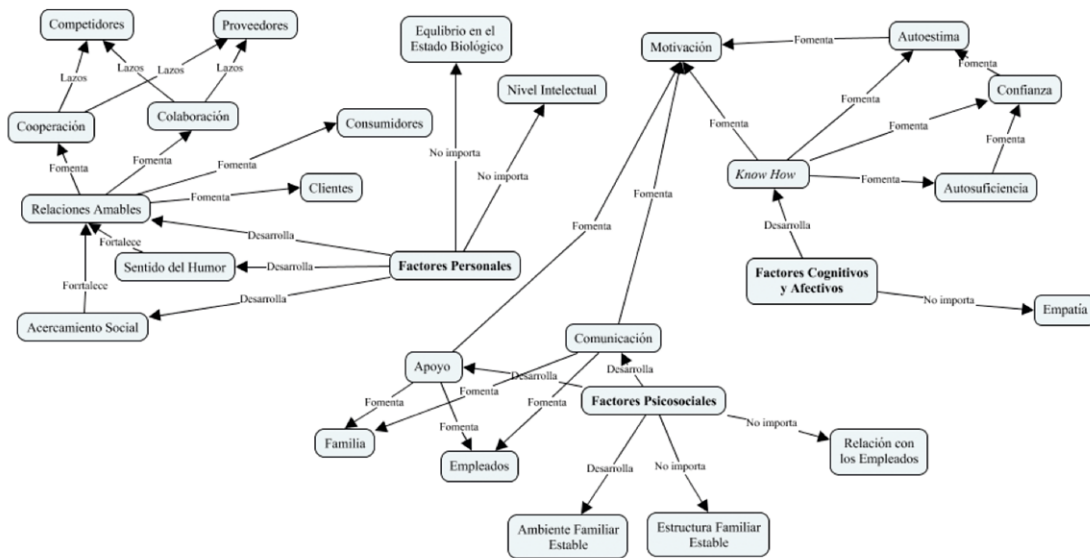 Competidores
Proveedores
Equlibrio en el
Estado Biológico
Motivación
Fomenta
Autoestima
Lazos
Lazos
Lazos
Lazos
Fomenta
Nivel Intelectual
Confianza
Cooperación
Colaboración
Consumidores
Fomenta
Fomenta
Fomenta
Fomenta
No importa
Fomenta
Fomenta
Fomenta
Know How
Fomenta
Autosuficiencia
No importa
Clientes
Fomenta
Relaciones Amables
Fomenta
Desarrolla
Fortalece
Desarrolla
Sentido del Humor
Desarrolla
Factores Personales
Factores Cognitivos
y Afectivos
Forrtalece
Desarrolla
No importa
Empatía
Acercamiento Social
Comunicación
Apoyo
Desarrolla
Desarrolla
Fomenta
Fomenta
Fomenta
Fomenta
Factores Psicosociales
No importa
Familia
Empleados
Relación con
los Empleados
Desarrolla
No importa
Ambiente Familiar
Estable
Estructura Familiar
Estable